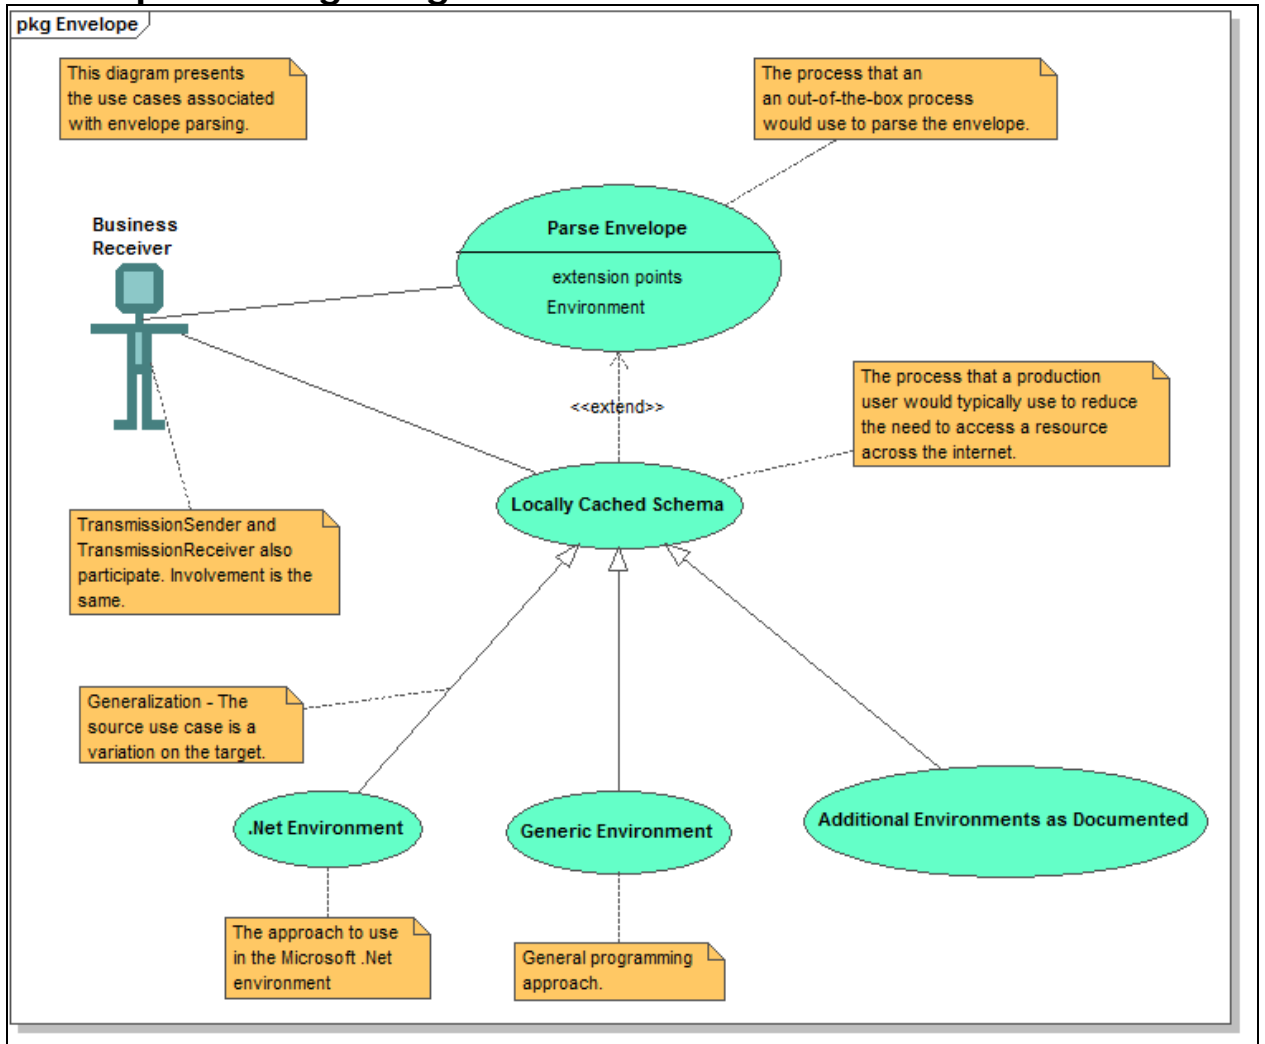 pkg Envelope
This diagram presents
the use cases associated
with envelope parsing.
The process that an
an out-of-the-box process
would use to parse the envelope.
Business
Receiver
Parse Envelope
extension points
Environment
<<extend>>
The process that a production
user would typically use to reduce
the need to access a resource
across the internet.
Locally Cached Schema
TransmissionSender and
TransmissionReceiver also
participate. Involvement is the
same.
Generalization - The
source use case is a
variation on the target.
.Net Environment
Generic Environment
Additional Environments as Documented
The approach to use
in the Microsoft .Net
environment
General programming
approach.